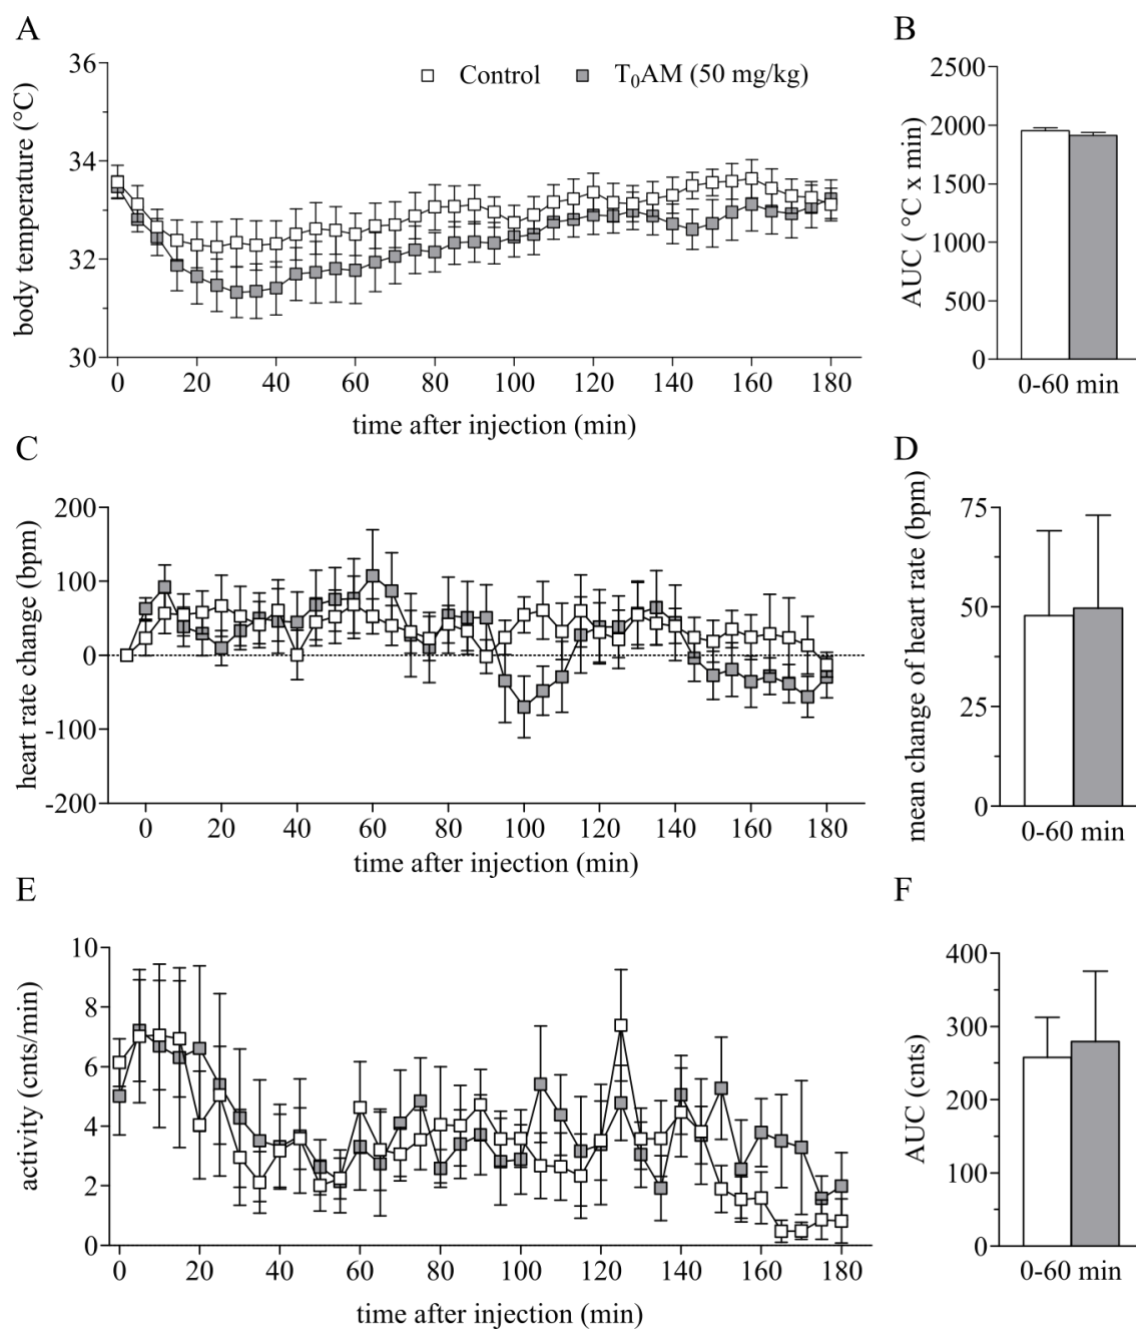 A
B
36
34
32
30
body temperature (°C)
Control
T₀AM (50 mg/kg)
0 20 40 60 80 100 120 140 160 180
time after injection (min)
2500
2000
1500
1000
500
0
AUC ( °C x min)
0-60 min
C
D
200
100
0
-100
-200
heart rate change (bpm)
0 20 40 60 80 100 120 140 160 180
time after injection (min)
75
50
25
0
mean change of heart rate (bpm)
0-60 min
E
F
10
8
6
4
2
0
activity (cnts/min)
0 20 40 60 80 100 120 140 160 180
time after injection (min)
400
300
200
100
0
AUC (cnts)
0-60 min